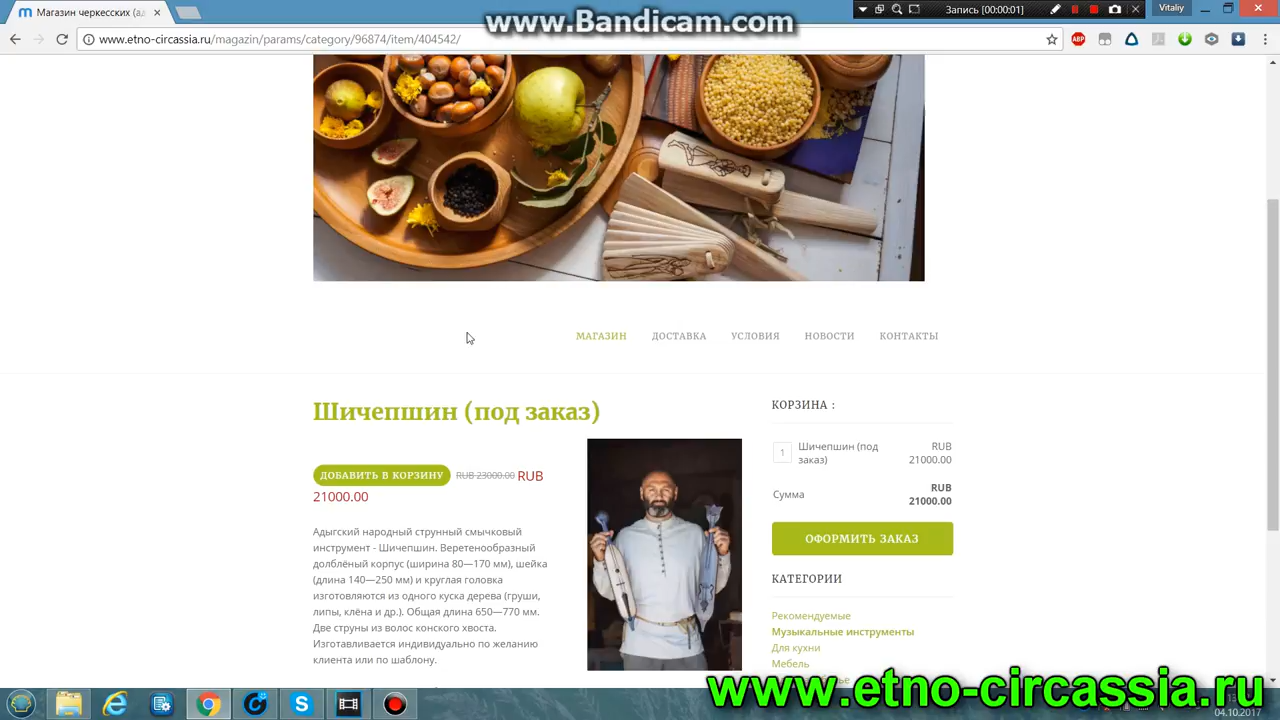 еркесский (ад
www.Bandicam.com
Запись [00:00:01]
Vitaliy
www.etno-circassia.ru/magazin/params/category/96874/item/404542/
ABP
МАГАЗИН ДОСТАВКА УСЛОВИЯ НОВОСТИ КОНТАКТЫ
Шичепшин (под заказ)
ДОБАВИТЬ В КОРЗИНУ RUB 23000.00 RUB
21000.00
Адыгский народный струнный смычковый
инструмент - Шичепшин. Веретенообразный
долблёный корпус (ширина 80—170 мм), шейка
(длина 140—250 мм) и круглая головка
изготовляются из одного куска дерева (груши,
липы, клёна и др.). Общая длина 650—770 мм.
Две струны из волос конского хвоста.
Изготавливается индивидуально по желанию
клиента или по шаблону.
КОРЗИНА :
1 Шичепшин (под RUB
заказ) 21000.00
RUB
Сумма
21000.00
ОФОРМИТЬ ЗАКАЗ
КАТЕГОРИИ
Рекомендуемые
Музыкальные инструменты
Для кухни
Мебель
www.etno-circassia.ru
04.10.2017